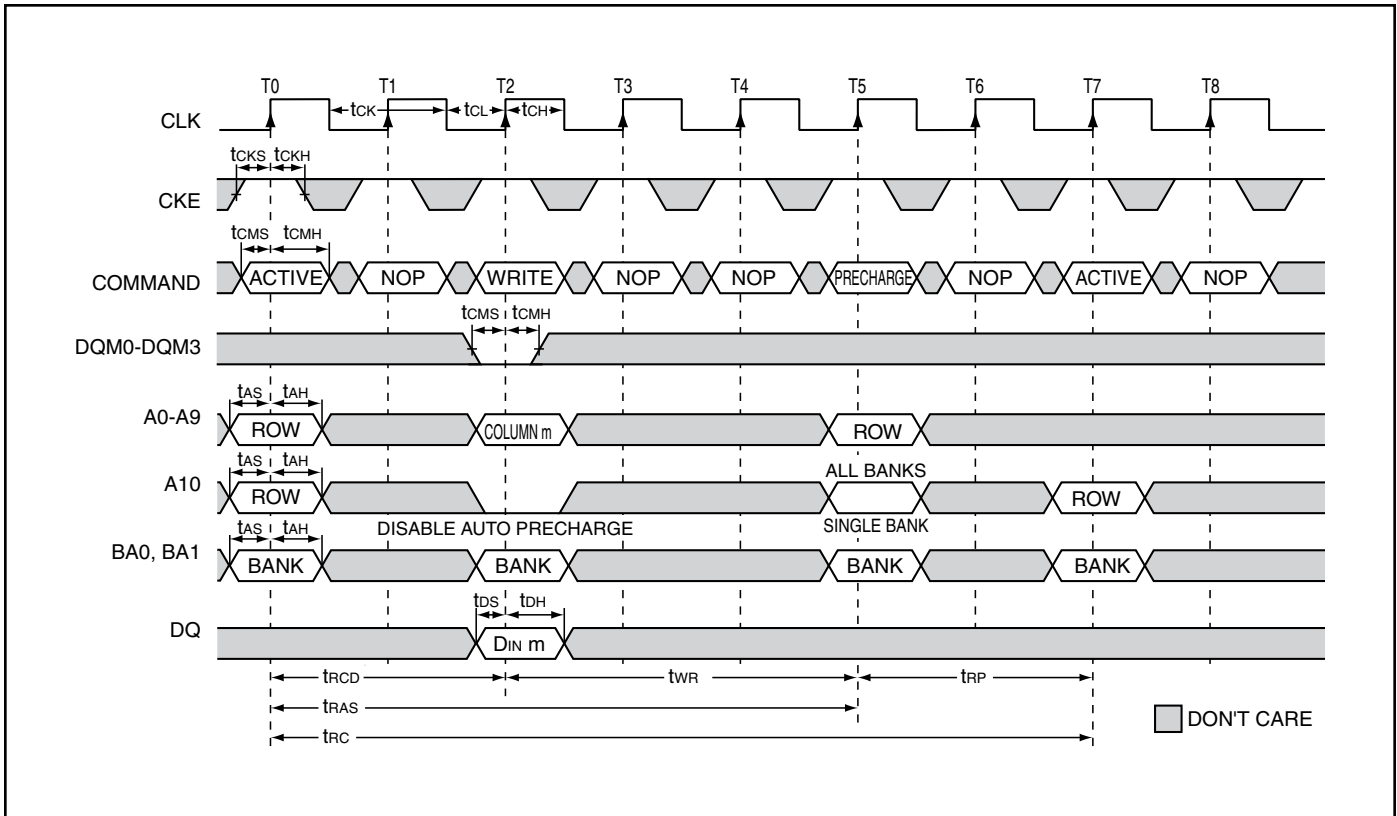 T0 T1 T2 T3 T4 T5 T6 T7 T8
CLK tCK tCL tCH
tCKS tCKH
CKE
tCMS tCMH
COMMAND ACTIVE NOP WRITE NOP NOP PRECHARGE NOP ACTIVE NOP
tCMS tCMH
DQM0-DQM3
tAS tAH
A0-A9 ROW COLUMN m ROW
tAS tAH ALL BANKS
A10 ROW ROW
tAS tAH DISABLE AUTO PRECHARGE SINGLE BANK
BA0, BA1 BANK BANK BANK BANK
tDS tDH
DQ DIN m
tRCD tWR tRP
tRAS
DON'T CARE
tRC